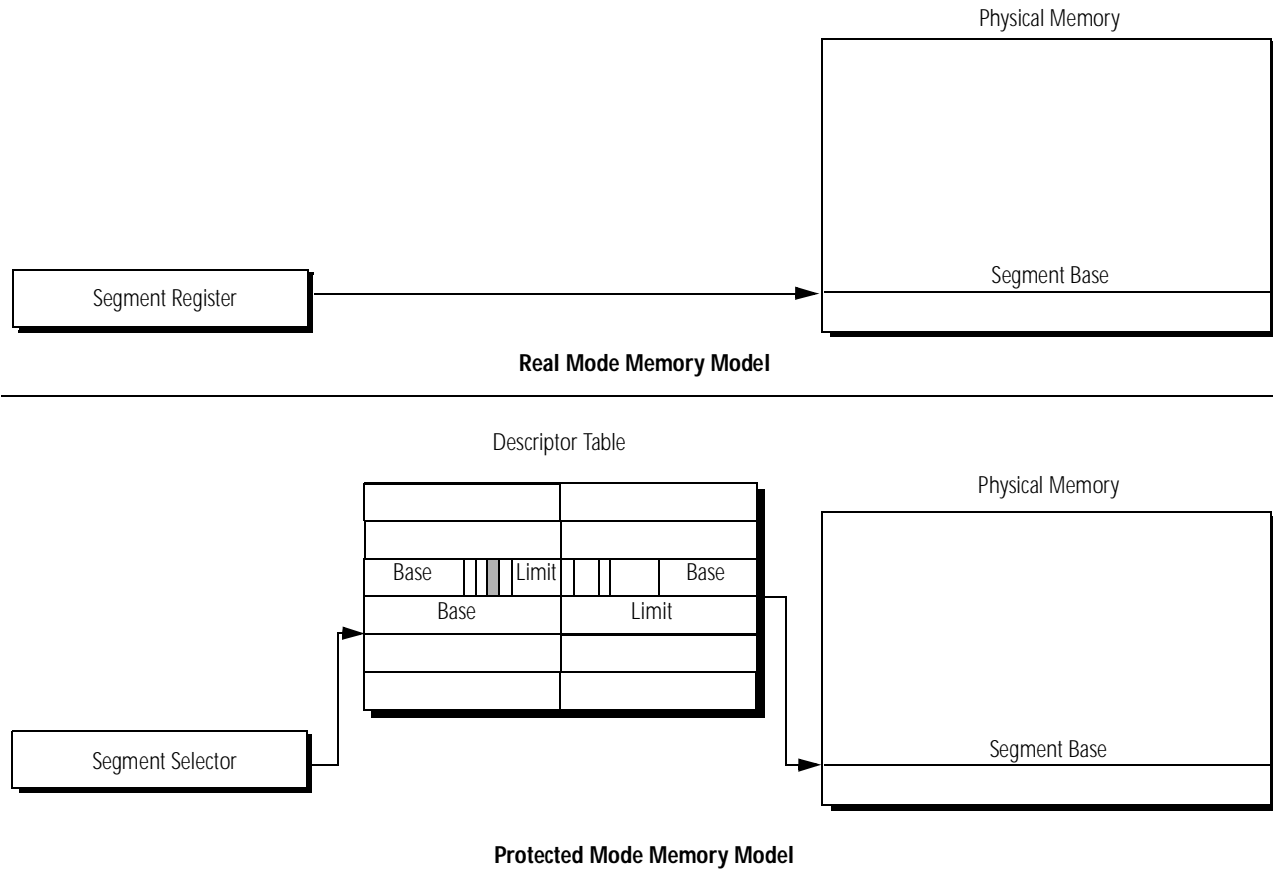 Physical Memory
Segment Base
Segment Register
Real Mode Memory Model
Descriptor Table
Physical Memory
Base Limit Base
Base Limit
Segment Base
Segment Selector
Protected Mode Memory Model